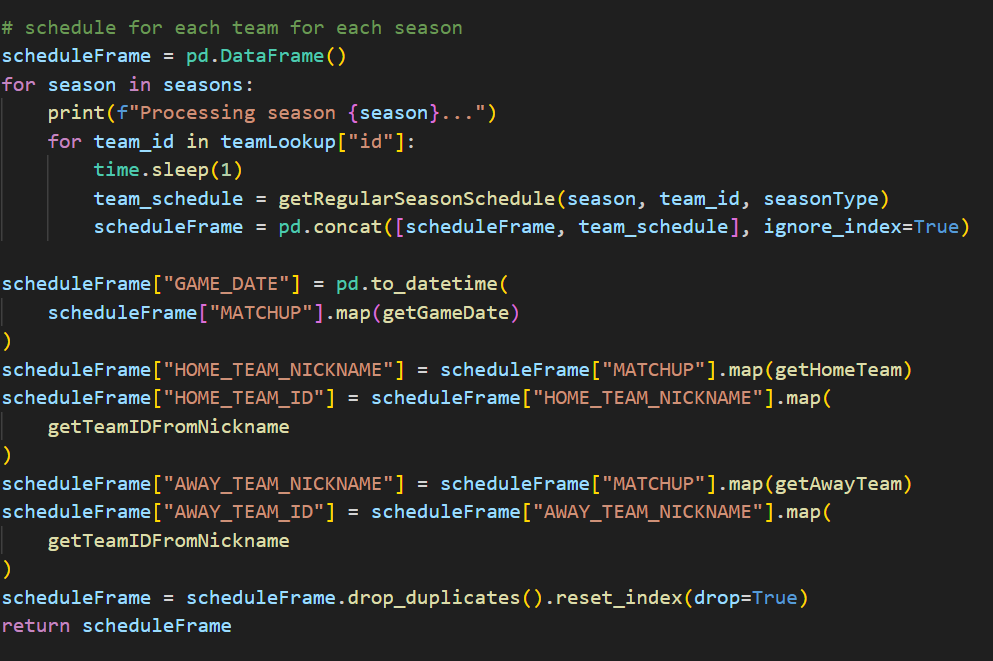 # schedule for each team for each season
scheduleFrame = pd.DataFrame()
for season in seasons:
    print(f"Processing season {season}...")
    for team_id in teamLookup["id"]:
        time.sleep(1)
        team_schedule = getRegularSeasonSchedule(season, team_id, seasonType)
        scheduleFrame = pd.concat([scheduleFrame, team_schedule], ignore_index=True)

scheduleFrame["GAME_DATE"] = pd.to_datetime(
    scheduleFrame["MATCHUP"].map(getGameDate)
)
scheduleFrame["HOME_TEAM_NICKNAME"] = scheduleFrame["MATCHUP"].map(getHomeTeam)
scheduleFrame["HOME_TEAM_ID"] = scheduleFrame["HOME_TEAM_NICKNAME"].map(
    getTeamIDFromNickname
)
scheduleFrame["AWAY_TEAM_NICKNAME"] = scheduleFrame["MATCHUP"].map(getAwayTeam)
scheduleFrame["AWAY_TEAM_ID"] = scheduleFrame["AWAY_TEAM_NICKNAME"].map(
    getTeamIDFromNickname
)
scheduleFrame = scheduleFrame.drop_duplicates().reset_index(drop=True)
return scheduleFrame